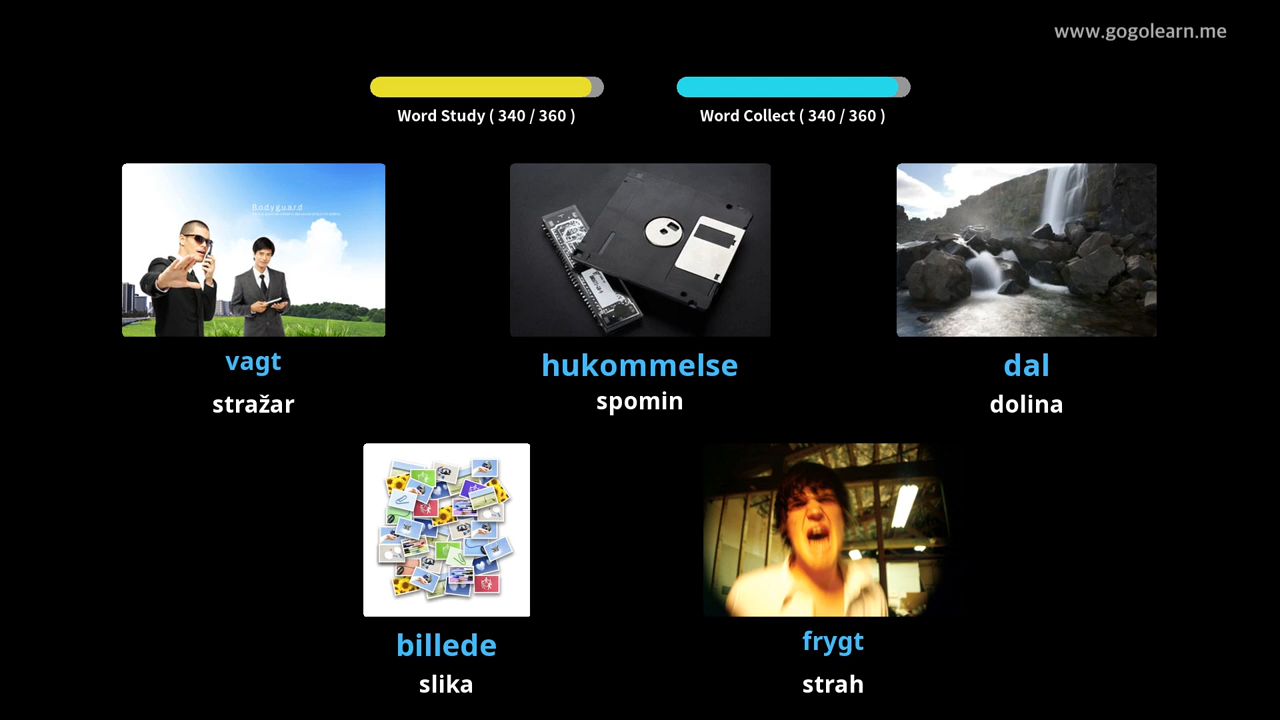 www.gogolearn.me
Word Study ( 340 / 360 )
Word Collect ( 340 / 360 )
Bodyguard
vagt
stražar
hukommelse
spomin
dal
dolina
billede
slika
frygt
strah